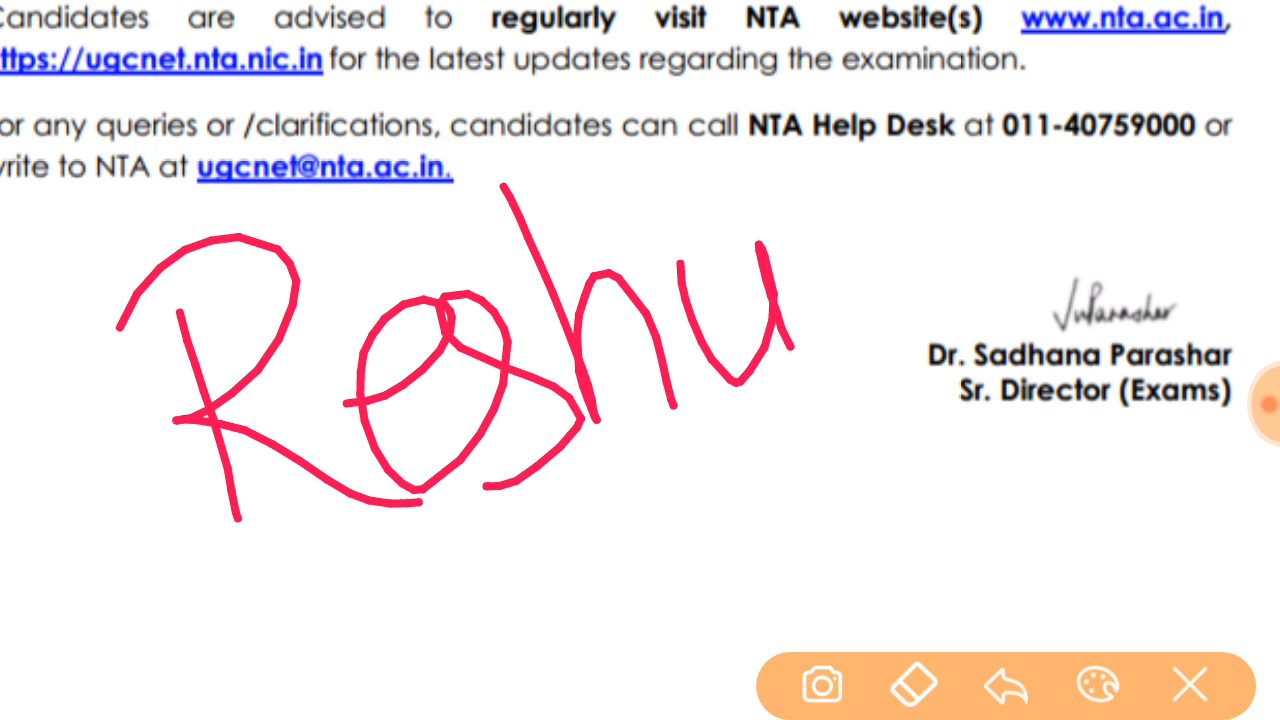 Candidates are advised to regularly visit NTA website(s) www.nta.ac.in,
ttps://ugcnet.nta.nic.in for the latest updates regarding the examination.
or any queries or /clarifications, candidates can call NTA Help Desk at 011-40759000 or
write to NTA at ugcnet@nta.ac.in.
Reshu
Dr. Sadhana Parashar
Sr. Director (Exams)